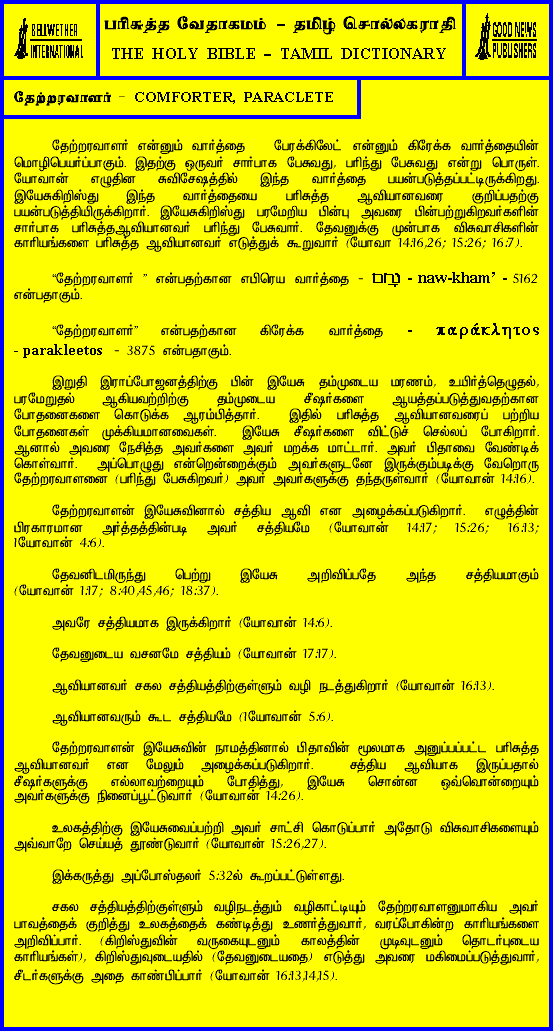 BELLWETHER
INTERNATIONAL
பரிசுத்த வேதாகமம் – தமிழ் சொல்லகராதி
THE HOLY BIBLE – TAMIL DICTIONARY
GOOD NEWS
PUBLISHERS
தேற்றரவாளர் – COMFORTER, PARACLETE
தேற்றரவாளர் என்னும் வார்த்தை பேரக்கிலேட் என்னும் கிரேக்க வார்த்தையின்
மொழிபெயர்ப்பாகும். இதற்கு ஒருவர் சார்பாக பேசுவது, பரிந்து பேசுவது என்று பொருள்.
யோவான் எழுதின சுவிசேஷத்தில் இந்த வார்த்தை பயன்படுத்தப்பட்டிருக்கிறது.
இயேசுகிறிஸ்து இந்த வார்த்தையை பரிசுத்த ஆவியானவரை குறிப்பதற்கு
பயன்படுத்தியிருக்கிறார். இயேசுகிறிஸ்து பரமேறிய பின்பு அவரை பின்பற்றுகிறவர்களின்
சார்பாக பரிசுத்தஆவியானவர் பரிந்து பேசுவார். தேவனுக்கு முன்பாக விசுவாசிகளின்
காரியங்களை பரிசுத்த ஆவியானவர் எடுத்துக் கூறுவார் (யோவா 14:16,26; 15:26; 16:7).
“தேற்றரவாளர் ” என்பதற்கான எபிரெய வார்த்தை - - naw-kham’ - 5162
என்பதாகும்.
“தேற்றரவாளர்” என்பதற்கான கிரேக்க வார்த்தை - παράκλητος
- parakleetos - 3875 என்பதாகும்.
இறுதி இராப்போஜனத்திற்கு பின் இயேசு தம்முடைய மரணம், உயிர்த்தெழுதல்,
பரமேறுதல் ஆகியவற்றிற்கு தம்முடைய சீஷர்களை ஆயத்தப்படுத்துவதற்கான
போதனைகளை கொடுக்க ஆரம்பித்தார். இதில் பரிசுத்த ஆவியானவரைப் பற்றிய
போதனைகள் முக்கியமானவைகள். இயேசு சீஷர்களை விட்டுச் செல்லப் போகிறார்.
ஆனால் அவரை நேசித்த அவர்களை அவர் மறக்க மாட்டார். அவர் பிதாவை வேண்டிக்
கொள்வார். அப்பொழுது என்றென்றைக்கும் அவர்களுடனே இருக்கும்படிக்கு வேறொரு
தேற்றரவாளனை (பரிந்து பேசுகிறவர்) அவர் அவர்களுக்கு தந்தருள்வார் (யோவான் 14:16).
தேற்றரவாளன் இயேசுவினால் சத்திய ஆவி என அழைக்கப்படுகிறார். எழுத்தின்
பிரகாரமான அர்த்தத்தின்படி அவர் சத்தியமே (யோவான் 14:17; 15:26; 16:13;
1யோவான் 4:6).
தேவனிடமிருந்து பெற்று இயேசு அறிவிப்பதே அந்த சத்தியமாகும்
(யோவான் 1:17; 8:40,45,46; 18:37).
அவரே சத்தியமாக இருக்கிறார் (யோவான் 14:6).
தேவனுடைய வசனமே சத்தியம் (யோவான் 17:17).
ஆவியானவர் சகல சத்தியத்திற்குள்ளும் வழி நடத்துகிறார் (யோவான் 16:13).
ஆவியானவரும் கூட சத்தியமே (1யோவான் 5:6).
தேற்றரவாளன் இயேசுவின் நாமத்தினால் பிதாவின் மூலமாக அனுப்பப்பட்ட பரிசுத்த
ஆவியானவர் என மேலும் அழைக்கப்படுகிறார். சத்திய ஆவியாக இருப்பதால்
சீஷர்களுக்கு எல்லாவற்றையும் போதித்து, இயேசு சொன்ன ஒவ்வொன்றையும்
அவர்களுக்கு நினைப்பூட்டுவார் (யோவான் 14:26).
உலகத்திற்கு இயேசுவைப்பற்றி அவர் சாட்சி கொடுப்பார் அதோடு விசுவாசிகளையும்
அவ்வாறே செய்யத் தூண்டுவார் (யோவான் 15:26,27).
இக்கருத்து அப்போஸ்தலர் 5:32ல் கூறப்பட்டுள்ளது.
சகல சத்தியத்திற்குள்ளும் வழிநடத்தும் வழிகாட்டியும் தேற்றரவாளனுமாகிய அவர்
பாவத்தைக் குறித்து உலகத்தைக் கண்டித்து உணர்த்துவார், வரப்போகின்ற காரியங்களை
அறிவிப்பார். (கிறிஸ்துவின் வருகையுடனும் காலத்தின் முடிவுடனும் தொடர்புடைய
காரியங்கள்), கிறிஸ்துவுடையதில் (தேவனுடையதை) எடுத்து அவரை மகிமைப்படுத்துவார்,
சீடர்களுக்கு அதை காண்பிப்பார் (யோவான் 16:13,14,15).